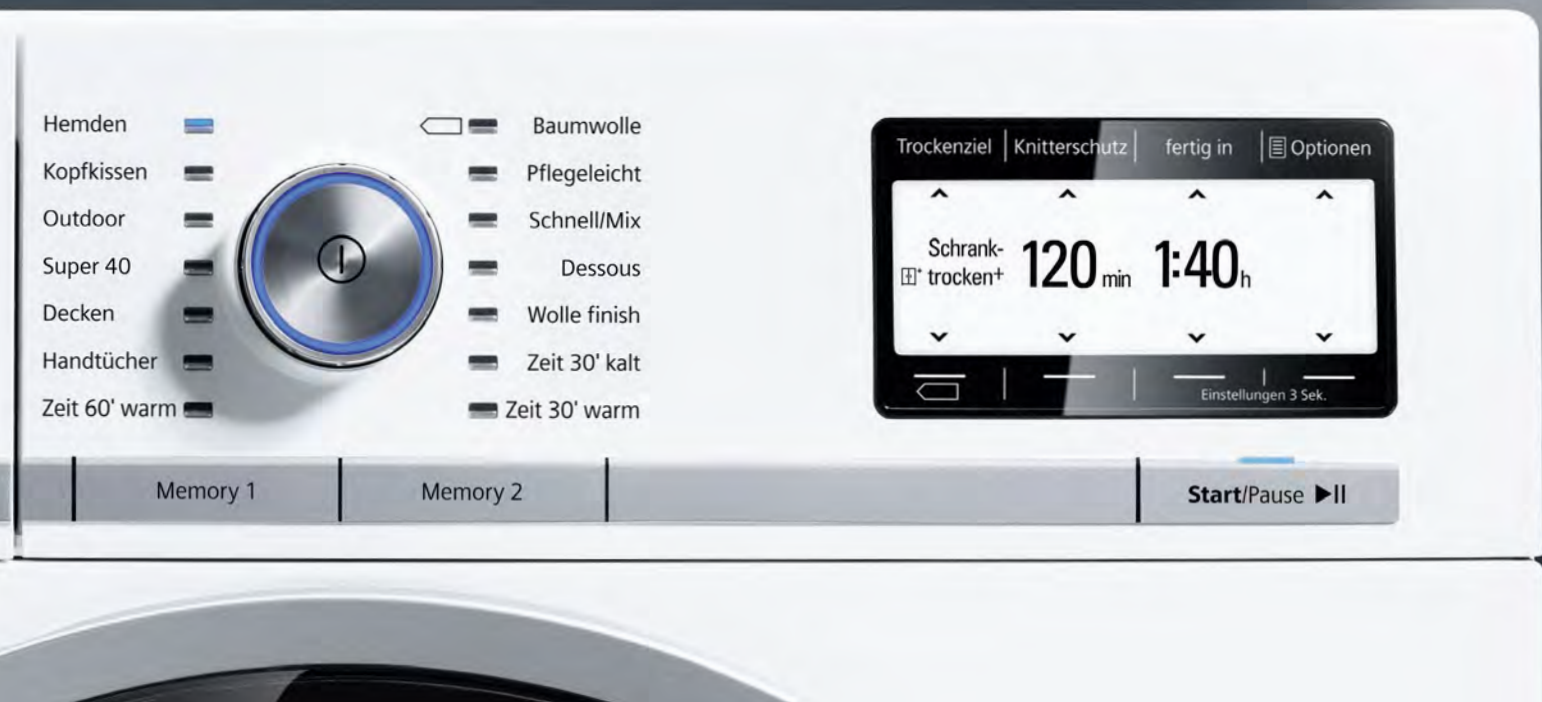 Hemden
Kopfkissen
Outdoor
Super 40
Decken
Handtücher
Zeit 60' warm
Baumwolle
Pflegeleicht
Schnell/Mix
Dessous
Wolle finish
Zeit 30' kalt
Zeit 30' warm
Trockenziel Knitterschutz fertig in Optionen
Schrank-
trocken+ 120 min 1:40 h
Einstellungen 3 Sek.
Memory 1 Memory 2 Start/Pause